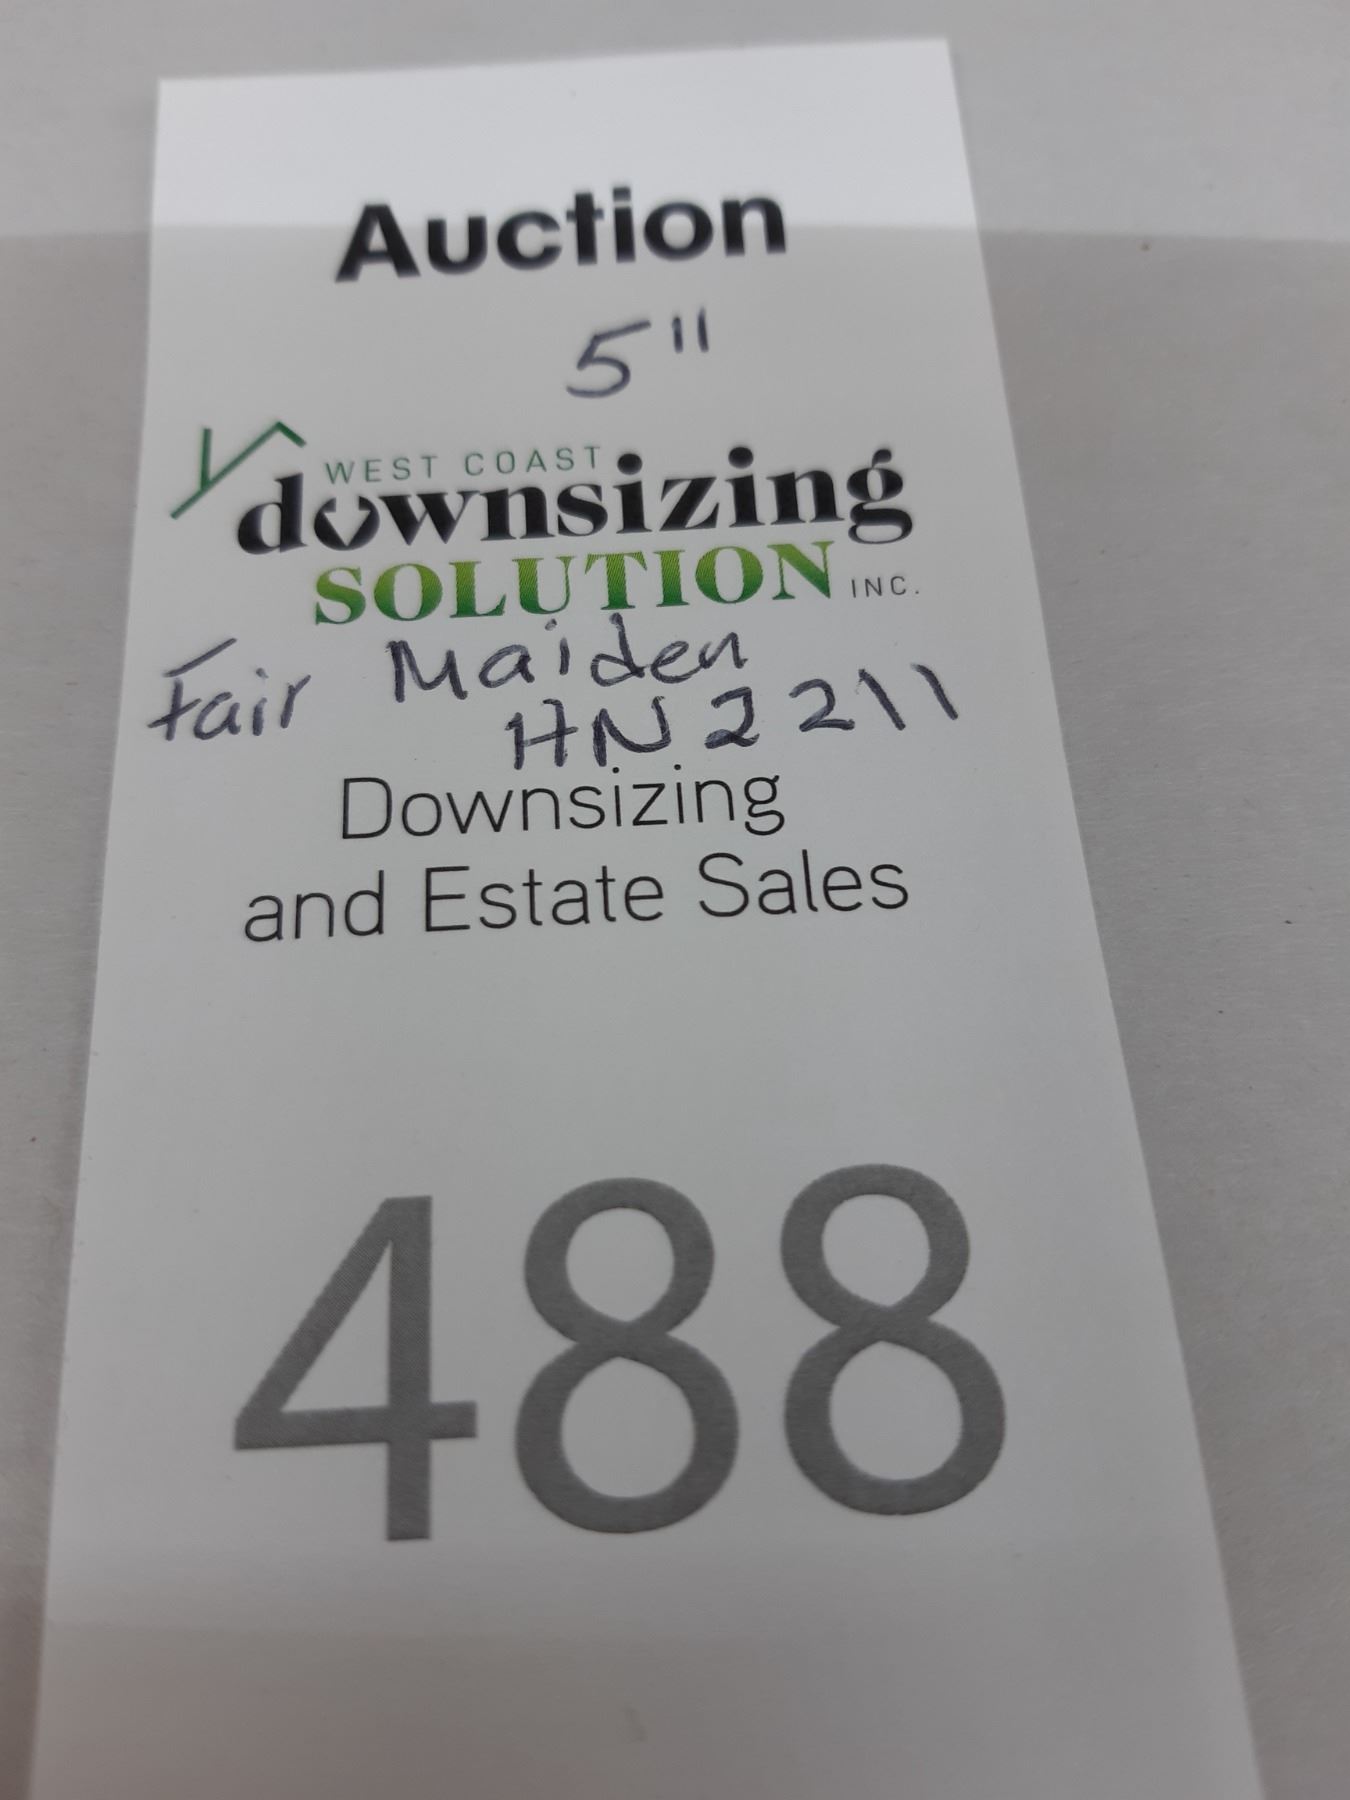 Auction
5"
WEST COAST
downsizing
SOLUTION INC.
Fair Maiden
HN2211
Downsizing
and Estate Sales
488